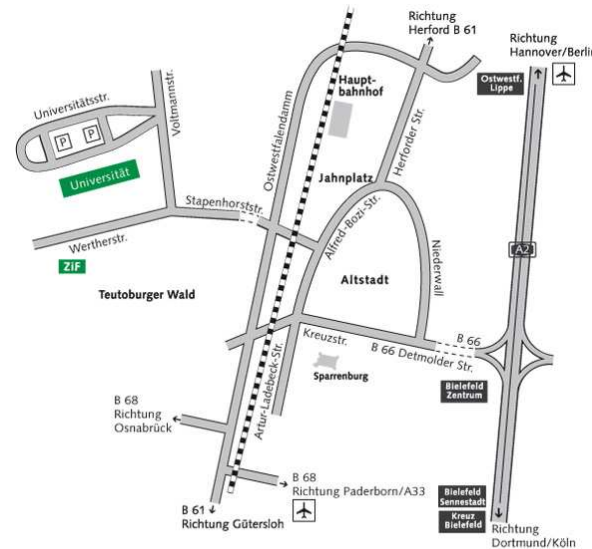 Richtung
Herford B 61
Richtung
Hannover/Berlin
Ostwestf.
Lippe
Haupt-
bahnhof
Universitätsstr.
Voltmannstr.
P
P
Ostwestfalendamm
Herforder Str.
Universität
Jahnplatz
Stapenhorststr.
Alfred-Bozi-Str.
Wertherstr.
Niederwall
A2
ZiF
Altstadt
Teutoburger Wald
Kreuzstr.
B 66
B 66 Detmolder Str.
Artur-Ladebeck-Str.
Sparrenburg
Bielefeld
Zentrum
B 68
Richtung
Osnabrück
B 68
Richtung Paderborn/A33
Bielefeld
Sennestadt
B 61
Richtung Gütersloh
Kreuz
Bielefeld
Richtung
Dortmund/Köln